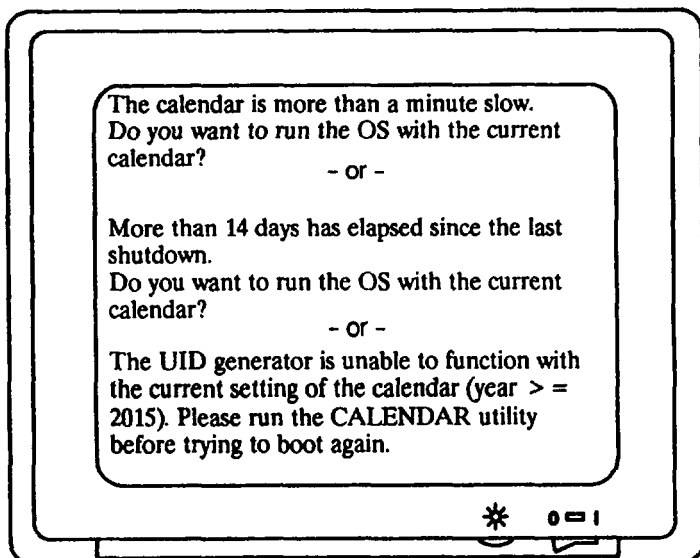 The calendar is more than a minute slow.
Do you want to run the OS with the current
calendar?
- or -
More than 14 days has elapsed since the last
shutdown.
Do you want to run the OS with the current
calendar?
- or -
The UID generator is unable to function with
the current setting of the calendar (year > =
2015). Please run the CALENDAR utility
before trying to boot again.
0 1